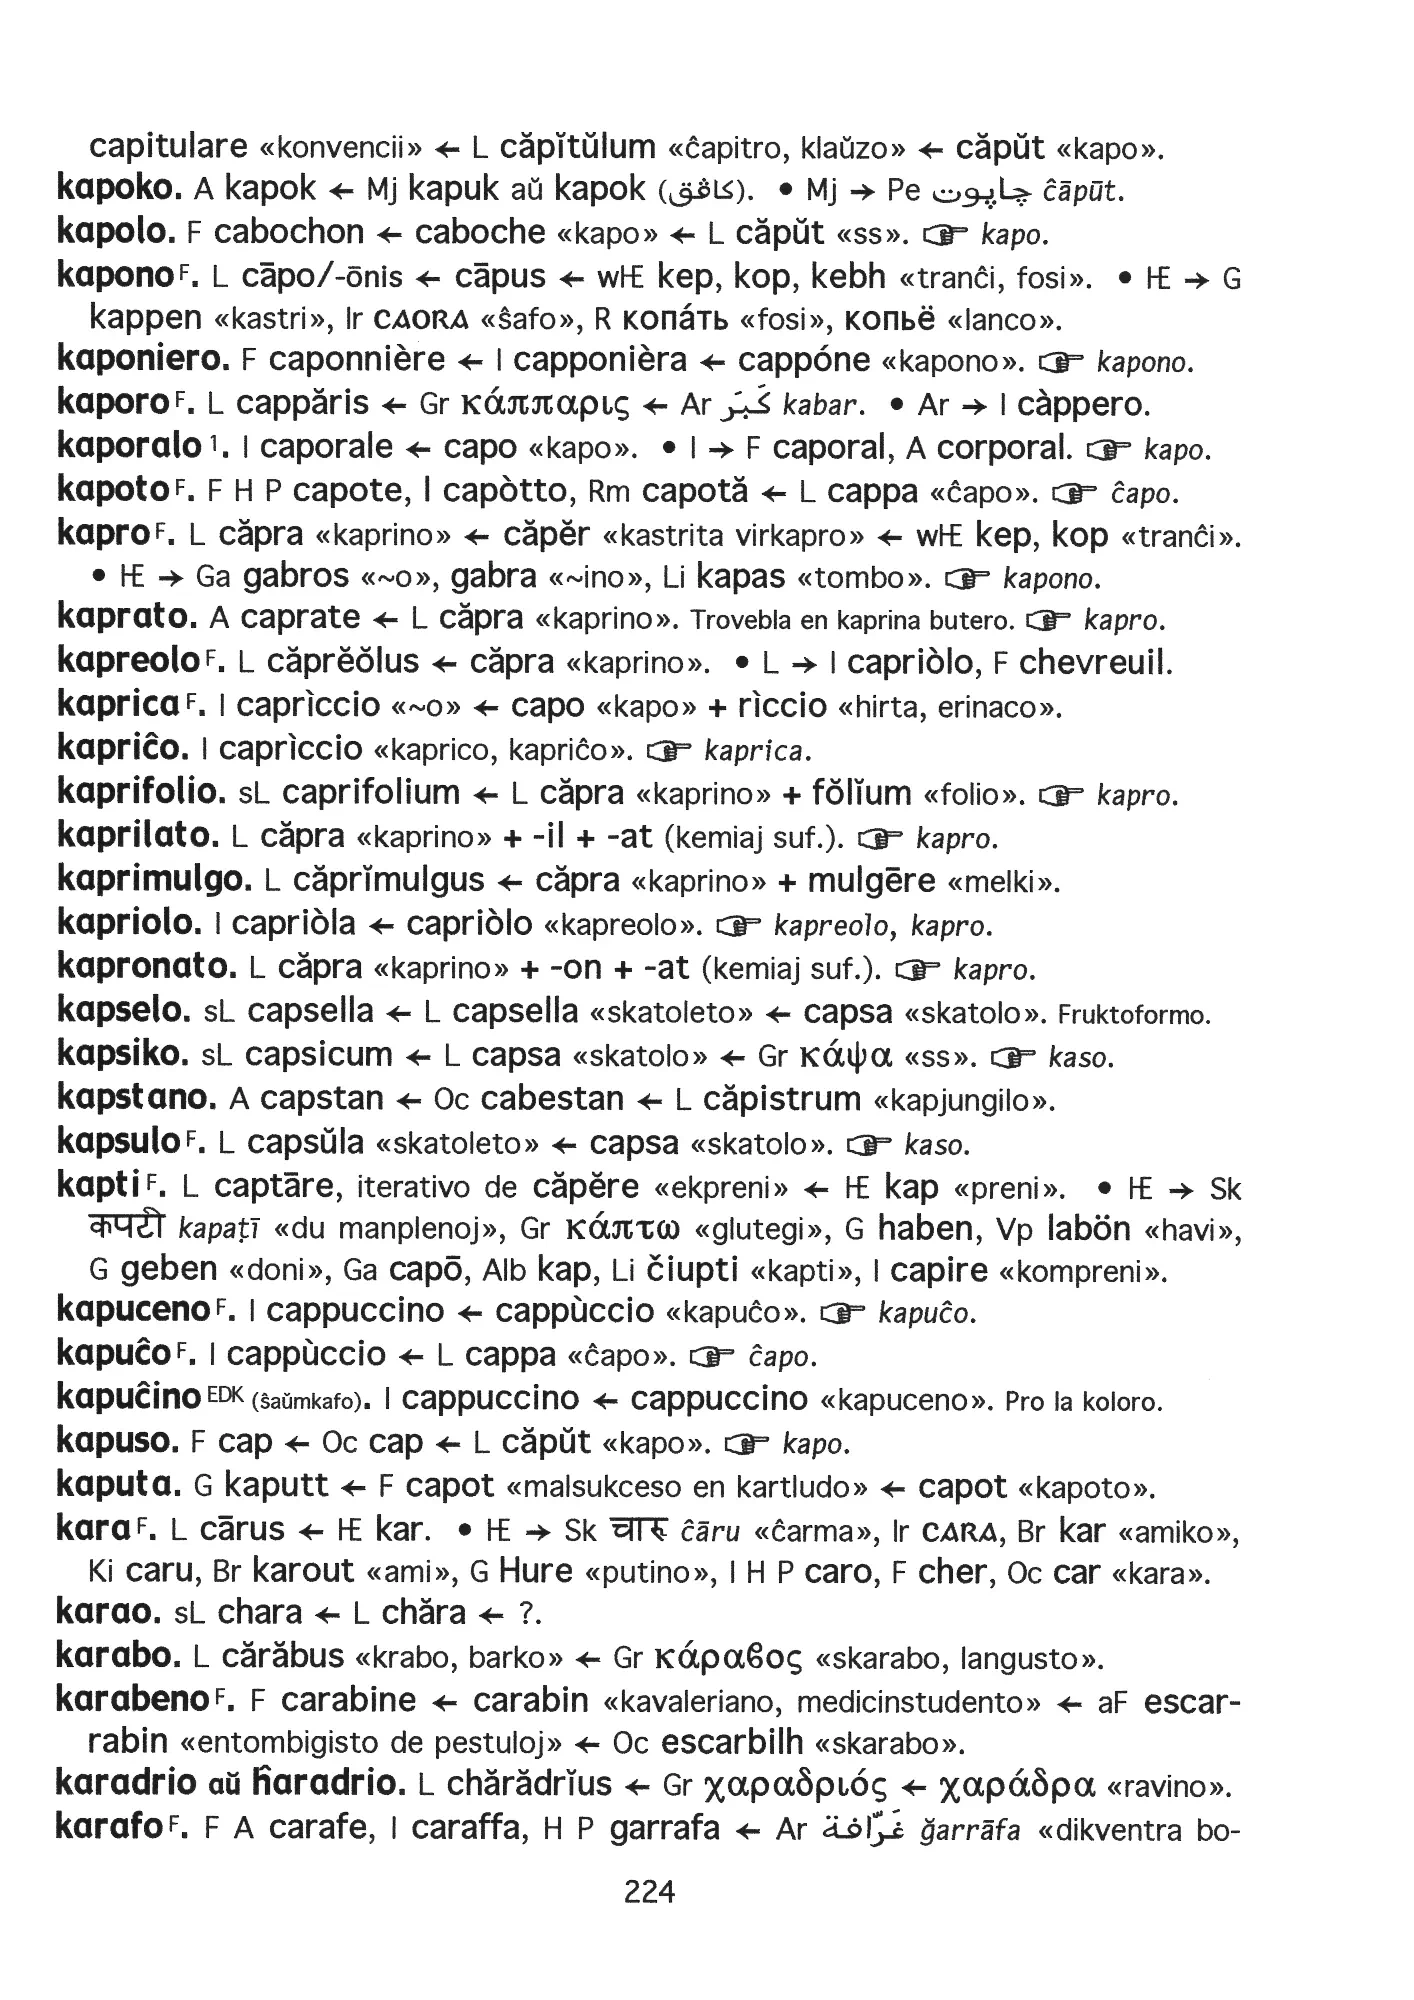 capitulare «konvencii» ← L căpĭtŭlum «ĉapitro, klaŭzo» ← căpŭt «kapo».
kapoko. A kapok ← Mj kapuk aŭ kapok (كاڤق). • Mj → Pe چاپوت ĉāpūt.
kapolo. F cabochon ← caboche «kapo» ← L căpŭt «ss». ☞ kapo.
kapono F. L cāpo/-ōnis ← cāpus ← wIE kep, kop, kebh «tranĉi, fosi». • IE → G
kappen «kastri», Ir CAORA «ŝafo», R копáть «fosi», копьё «lanco».
kaponiero. F caponnière ← I capponièra ← cappóne «kapono». ☞ kapono.
kaporo F. L cappăris ← Gr κάππαρις ← Ar كَبَر kabar. • Ar → I càppero.
kaporalo 1. I caporale ← capo «kapo». • I → F caporal, A corporal. ☞ kapo.
kapoto F. F H P capote, I capòtto, Rm capotă ← L cappa «ĉapo». ☞ ĉapo.
kapro F. L căpra «kaprino» ← căpĕr «kastrita virkapro» ← wIE kep, kop «tranĉi».
• IE → Ga gabros «~o», gabra «~ino», Li kapas «tombo». ☞ kapono.
kaprato. A caprate ← L căpra «kaprino». Trovebla en kaprina butero. ☞ kapro.
kapreolo F. L căprĕŏlus ← căpra «kaprino». • L → I capriòlo, F chevreuil.
kaprica F. I caprìccio «~o» ← capo «kapo» + rìccio «hirta, erinaco».
kapriĉo. I caprìccio «kaprico, kapriĉo». ☞ kaprica.
kaprifolio. sL caprifolium ← L căpra «kaprino» + fŏlĭum «folio». ☞ kapro.
kaprilato. L căpra «kaprino» + -il + -at (kemiaj suf.). ☞ kapro.
kaprimulgo. L căprĭmulgus ← căpra «kaprino» + mulgēre «melki».
kapriolo. I capriòla ← capriòlo «kapreolo». ☞ kapreolo, kapro.
kapronato. L căpra «kaprino» + -on + -at (kemiaj suf.). ☞ kapro.
kapselo. sL capsella ← L capsella «skatoleto» ← capsa «skatolo». Fruktoformo.
kapsiko. sL capsicum ← L capsa «skatolo» ← Gr κάψα «ss». ☞ kaso.
kapstano. A capstan ← Oc cabestan ← L căpistrum «kapjungilo».
kapsulo F. L capsŭla «skatoleto» ← capsa «skatolo». ☞ kaso.
kapti F. L captāre, iterativo de căpĕre «ekpreni» ← IE kap «preni». • IE → Sk
कपटी kapaṭī «du manplenoj», Gr κάπτω «glutegi», G haben, Vp labön «havi»,
G geben «doni», Ga capō, Alb kap, Li čiupti «kapti», I capire «kompreni».
kapuceno F. I cappuccino ← cappùccio «kapuĉo». ☞ kapuĉo.
kapuĉo F. I cappùccio ← L cappa «ĉapo». ☞ ĉapo.
kapuĉino EDK (ŝaŭmkafo). I cappuccino ← cappuccino «kapuceno». Pro la koloro.
kapuso. F cap ← Oc cap ← L căpŭt «kapo». ☞ kapo.
kaputa. G kaputt ← F capot «malsukceso en kartludo» ← capot «kapoto».
kara F. L cārus ← IE kar. • IE → Sk चारु ĉāru «ĉarma», Ir CARA, Br kar «amiko»,
Ki caru, Br karout «ami», G Hure «putino», I H P caro, F cher, Oc car «kara».
karao. sL chara ← L chăra ← ?.
karabo. L cărăbus «krabo, barko» ← Gr κάραϐος «skarabo, langusto».
karabeno F. F carabine ← carabin «kavaleriano, medicinstudento» ← aF escar-
rabin «entombigisto de pestuloj» ← Oc escarbilh «skarabo».
karadrio aŭ ĥaradrio. L chărădrĭus ← Gr χαραδριός ← χαράδρα «ravino».
karafo F. F A carafe, I caraffa, H P garrafa ← Ar غَرّافة ğarrāfa «dikventra bo-
224